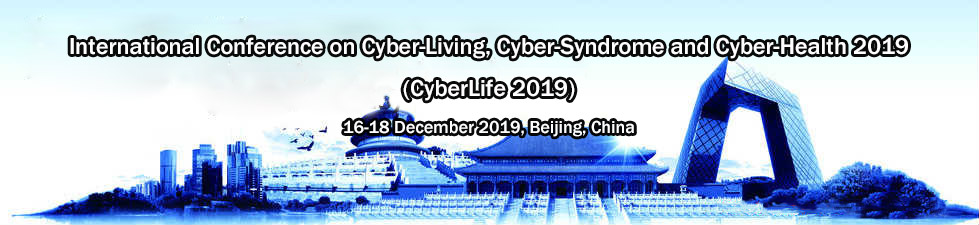 International Conference on Cyber-Living, Cyber-Syndrome and Cyber-Health 2019
(CyberLife 2019)
16-18 December 2019, Beijing, China